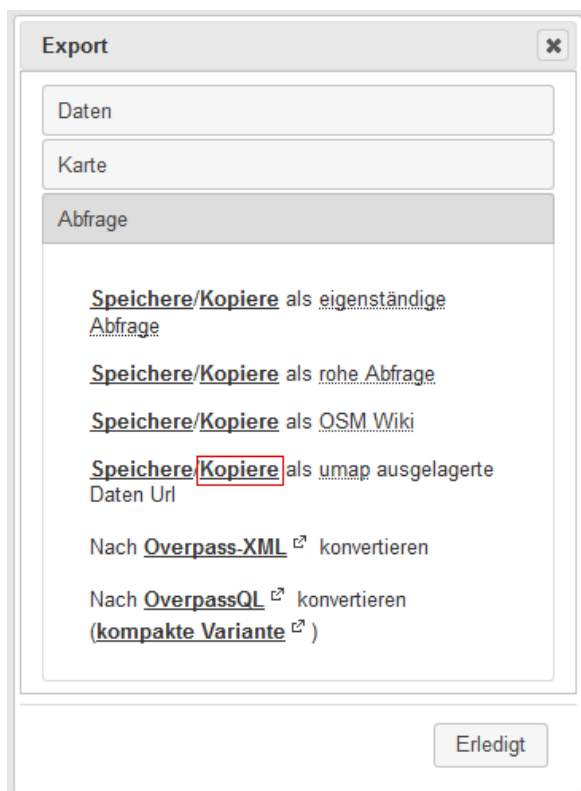 Export
Daten
Karte
Abfrage
Speichere/Kopiere als eigenständige
Abfrage
Speichere/Kopiere als rohe Abfrage
Speichere/Kopiere als OSM Wiki
Speichere/Kopiere als umap ausgelagerte
Daten Url
Nach Overpass-XML konvertieren
Nach OverpassQL konvertieren
(kompakte Variante )
Erledigt